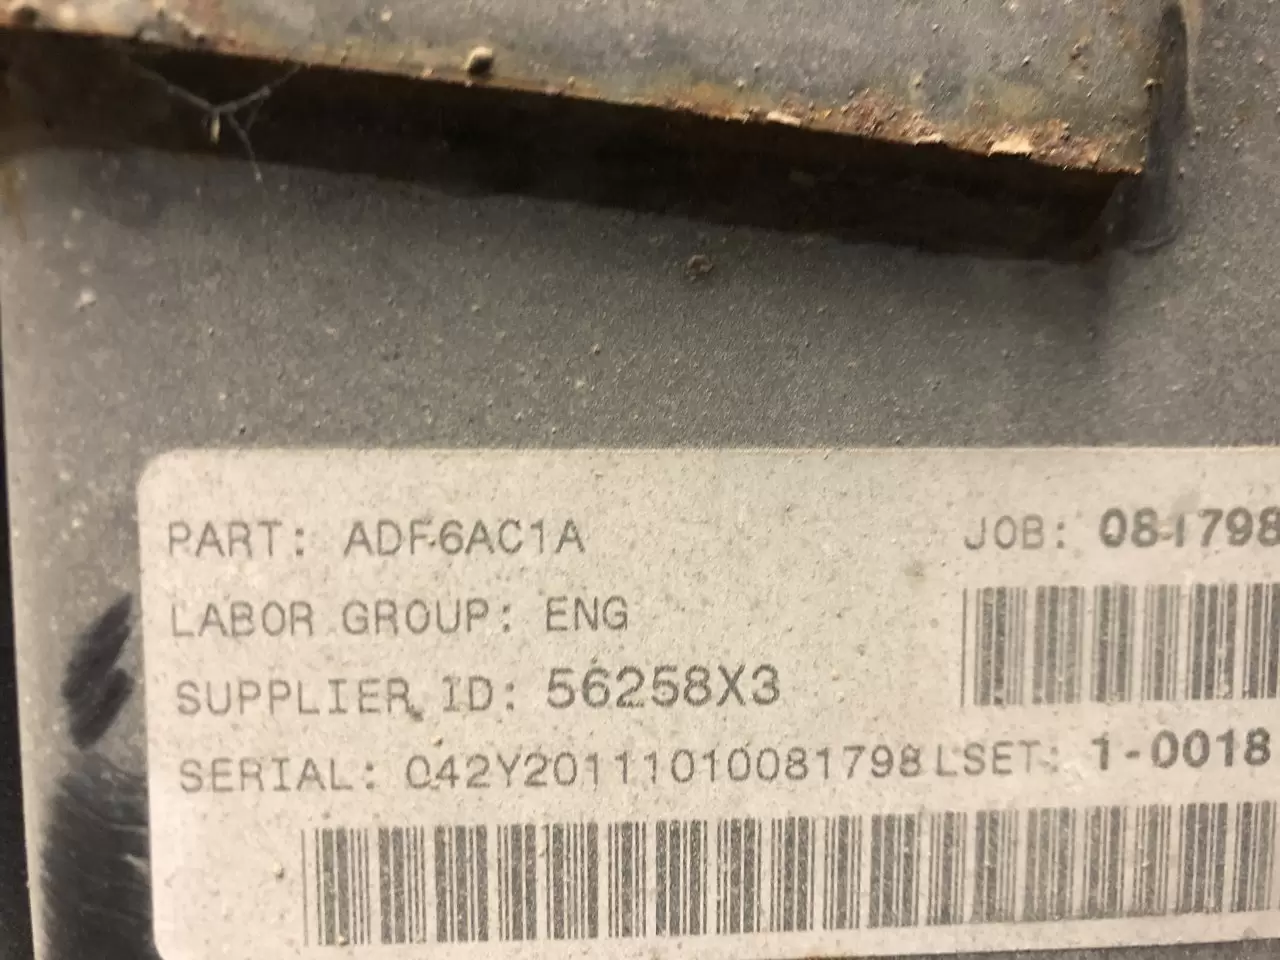 PART: ADF6AC1A
JOB: 081798
LABOR GROUP: ENG
SUPPLIER ID: 56258X3
SERIAL: 042Y20111010081798 LSET: 1-0018